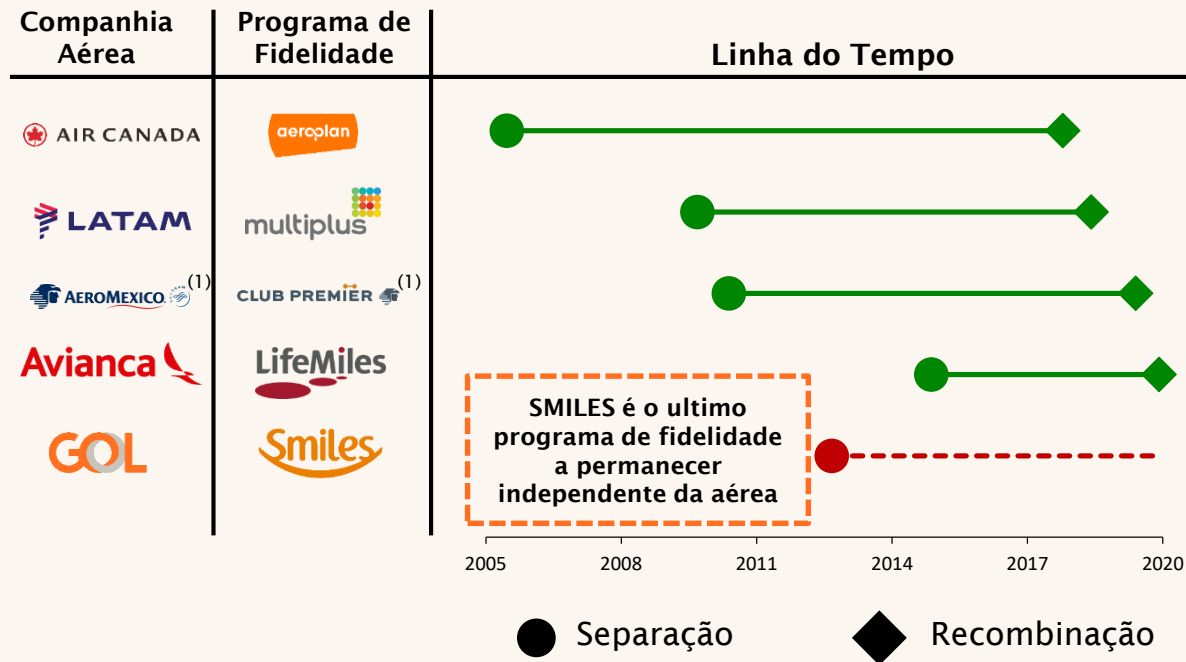 Companhia
Aérea
Programa de
Fidelidade
Linha do Tempo
AIR CANADA
aeroplan
LATAM
multiplus
AEROMEXICO (1)
CLUB PREMIER (1)
Avianca
LifeMiles
GOL
Smiles
SMILES é o ultimo
programa de fidelidade
a permanecer
independente da aérea
2005 2008 2011 2014 2017 2020
Separação Recombinação